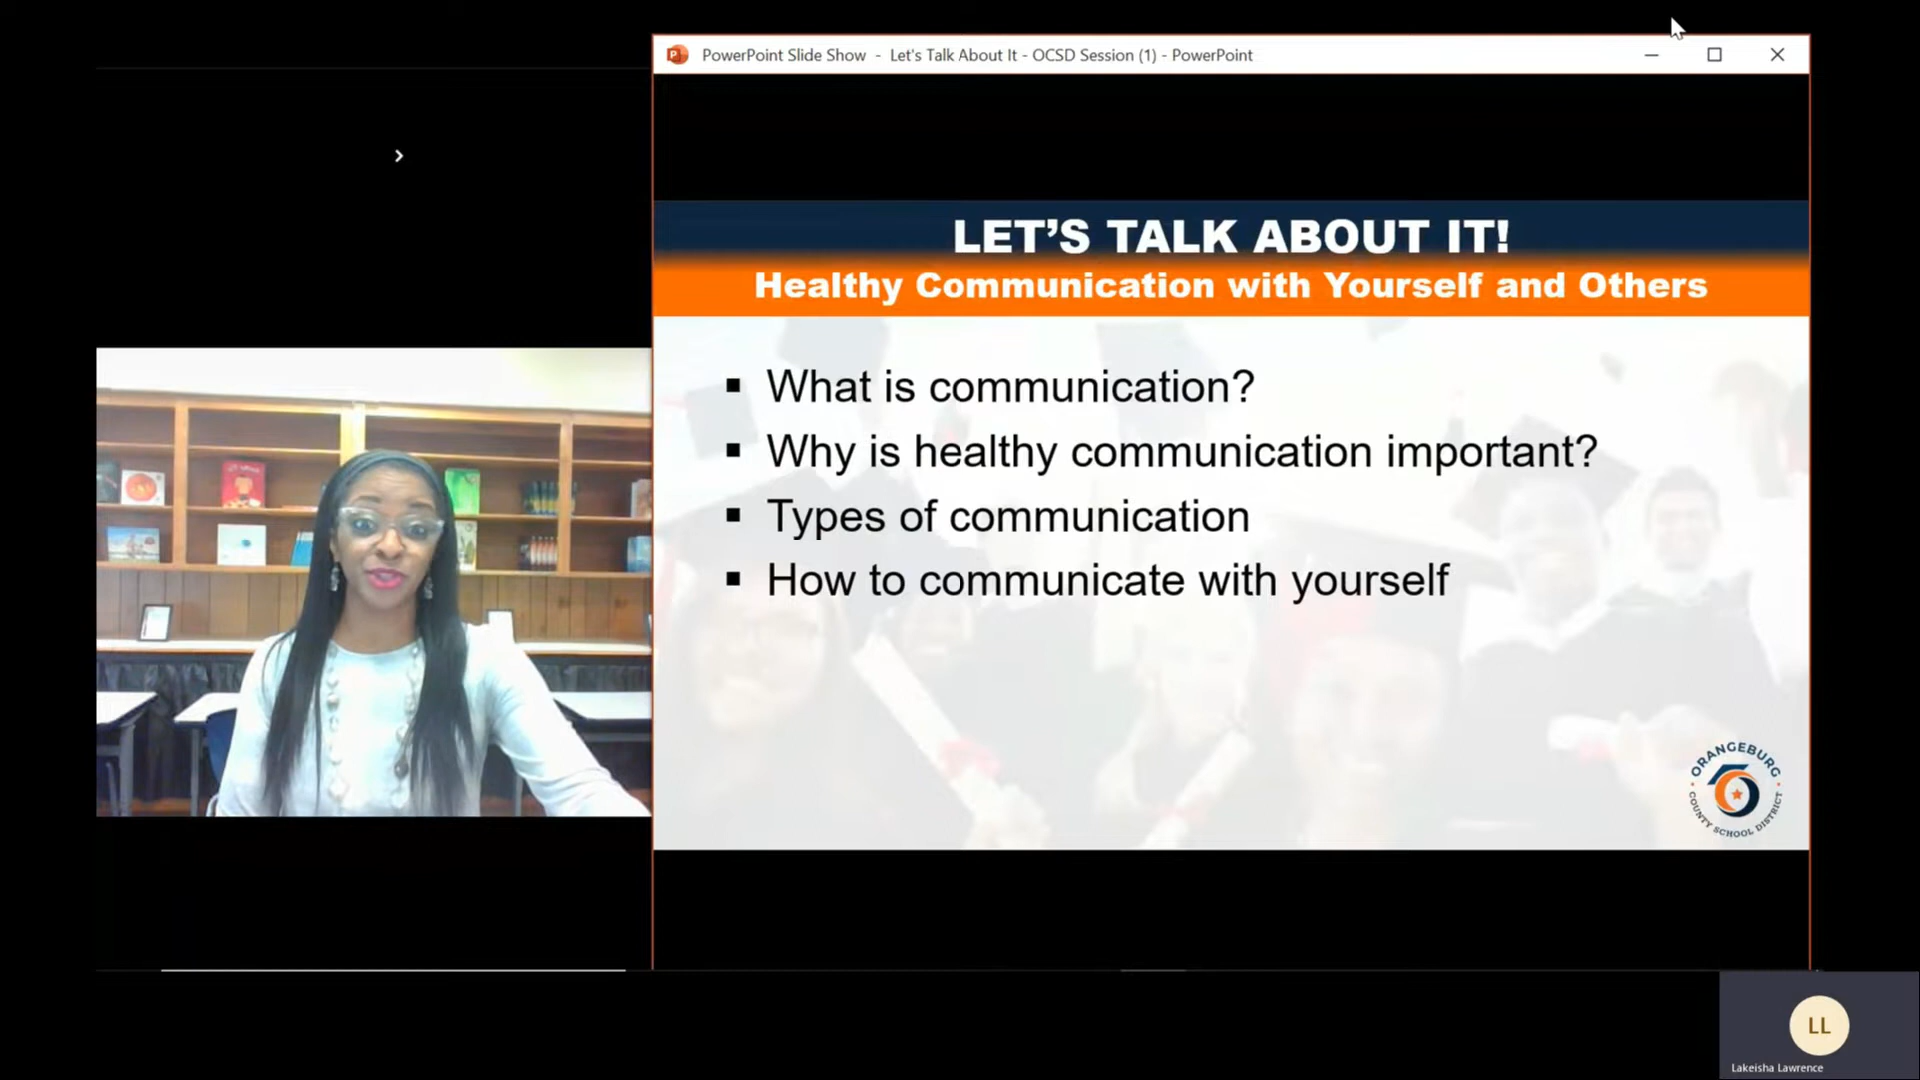 PowerPoint Slide Show - Let's Talk About It - OCSD Session (1) - PowerPoint
LET'S TALK ABOUT IT!
Healthy Communication with Yourself and Others
▪ What is communication?
▪ Why is healthy communication important?
▪ Types of communication
▪ How to communicate with yourself
ORANGEBURG
COUNTY SCHOOL DISTRICT
LL
Lakeisha Lawrence